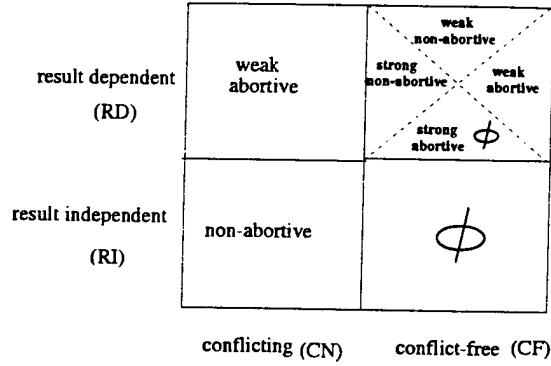 weak
non-abortive
result dependent
(RD)
weak
abortive
strong
non-abortive
weak
abortive
strong
abortive
result independent
(RI)
non-abortive
conflicting (CN)
conflict-free (CF)